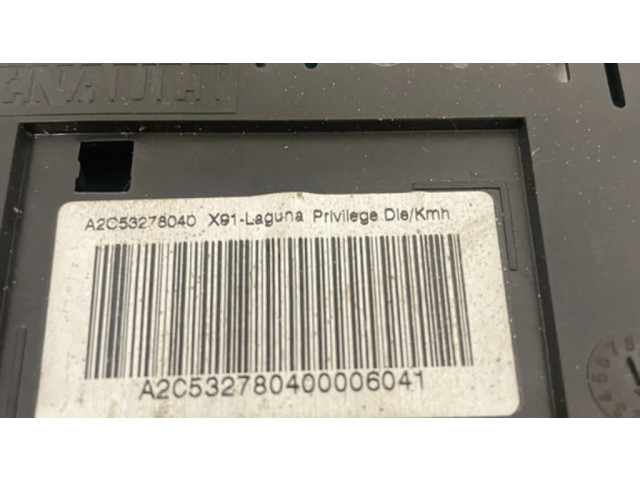 A2C53278040 X91-Laguna Privilege Die/Kmh
A2C532780400006041